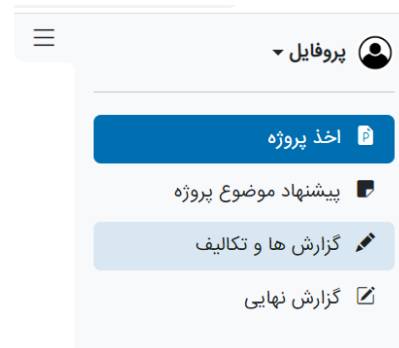 پروفایل
اخذ پروژه
پیشنهاد موضوع پروژه
گزارش ها و تکالیف
گزارش نهایی